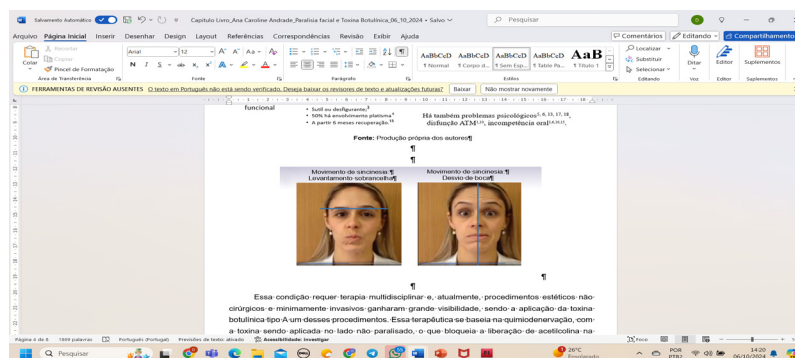 Salvamento Automático
Capitulo Livro_Ana Caroline Andrade_Paralisia facial e Toxina Botulínica_06_10_2024 • Salvo
Pesquisar
Arquivo Página Inicial Inserir Desenhar Design Layout Referências Correspondências Revisão Exibir Ajuda
Comentários Editando Compartilhamento
Colar
Recortar
Copiar
Pincel de Formatação
Arial 12
N I S
AaBbCcD AaBbCcD AaBbCcD AaBbCcD AaB
¶ Normal ¶ Corpo d... ¶ Sem Esp... ¶ Table Pa... ¶ Título 1
Localizar
Substituir
Selecionar
Ditar Editor Suplementos
Área de Transferência Fonte Parágrafo Estilos Editando Voz Editor Suplementos
FERRAMENTAS DE REVISÃO AUSENTES O texto em Português não está sendo verificado. Deseja baixar os revisores de texto e atualizações futuras? Baixar Não mostrar novamente
funcional
• Sutil ou desfigurante;³
• 50% há envolvimento platisma⁴
• A partir 6 meses recuperação.
Há também problemas psicológicos
disfunção ATM, incompetência oral
Fonte: Produção própria dos autores¶
¶
¶
Movimento de sincinesia:¶
Levantamento sobrancelha¶
Movimento de sincinesia:¶
Desvio de boca¶
¶
¶
Essa condição requer terapia multidisciplinar e, atualmente, procedimentos estéticos não
cirúrgicos e minimamente invasivos ganharam grande visibilidade, sendo a aplicação da toxina
botulínica tipo A um desses procedimentos. Essa terapêutica se baseia na quimiodenervação, com
a toxina sendo aplicada no lado não paralisado, o que bloqueia a liberação de acetilcolina na
Página 4 de 8 1869 palavras Português (Portugal) Previsões de texto: ativado Acessibilidade: investigar Foco
Pesquisar
26°C
Ensolarado
POR
PTB2
14:20
06/10/2024